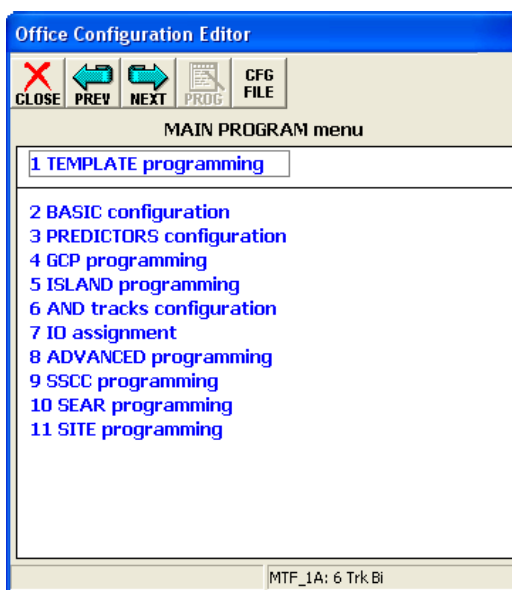 Office Configuration Editor
CLOSE PREV NEXT PROG CFG FILE
MAIN PROGRAM menu
1 TEMPLATE programming
2 BASIC configuration
3 PREDICTORS configuration
4 GCP programming
5 ISLAND programming
6 AND tracks configuration
7 IO assignment
8 ADVANCED programming
9 SSCC programming
10 SEAR programming
11 SITE programming
MTF_1A: 6 Trk Bi